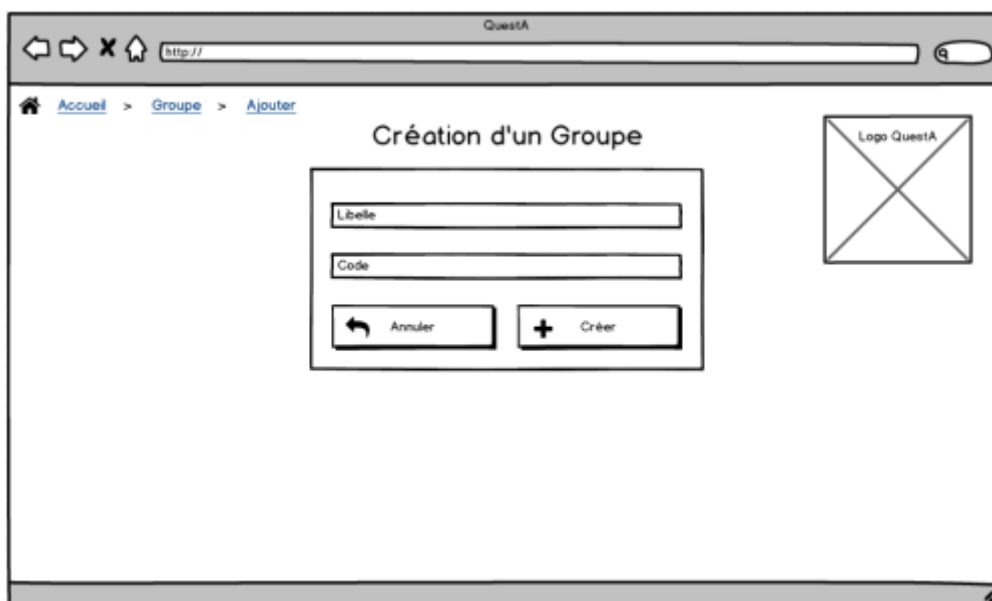 QuestA
http://
Accueil > Groupe > Ajouter
Création d'un Groupe
Logo QuestA
Libelle
Code
Annuler
Créer